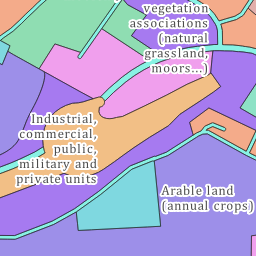 vegetation
associations
(natural
grassland,
moors...)
Industrial,
commercial,
public,
military and
private units
Arable land
(annual crops)